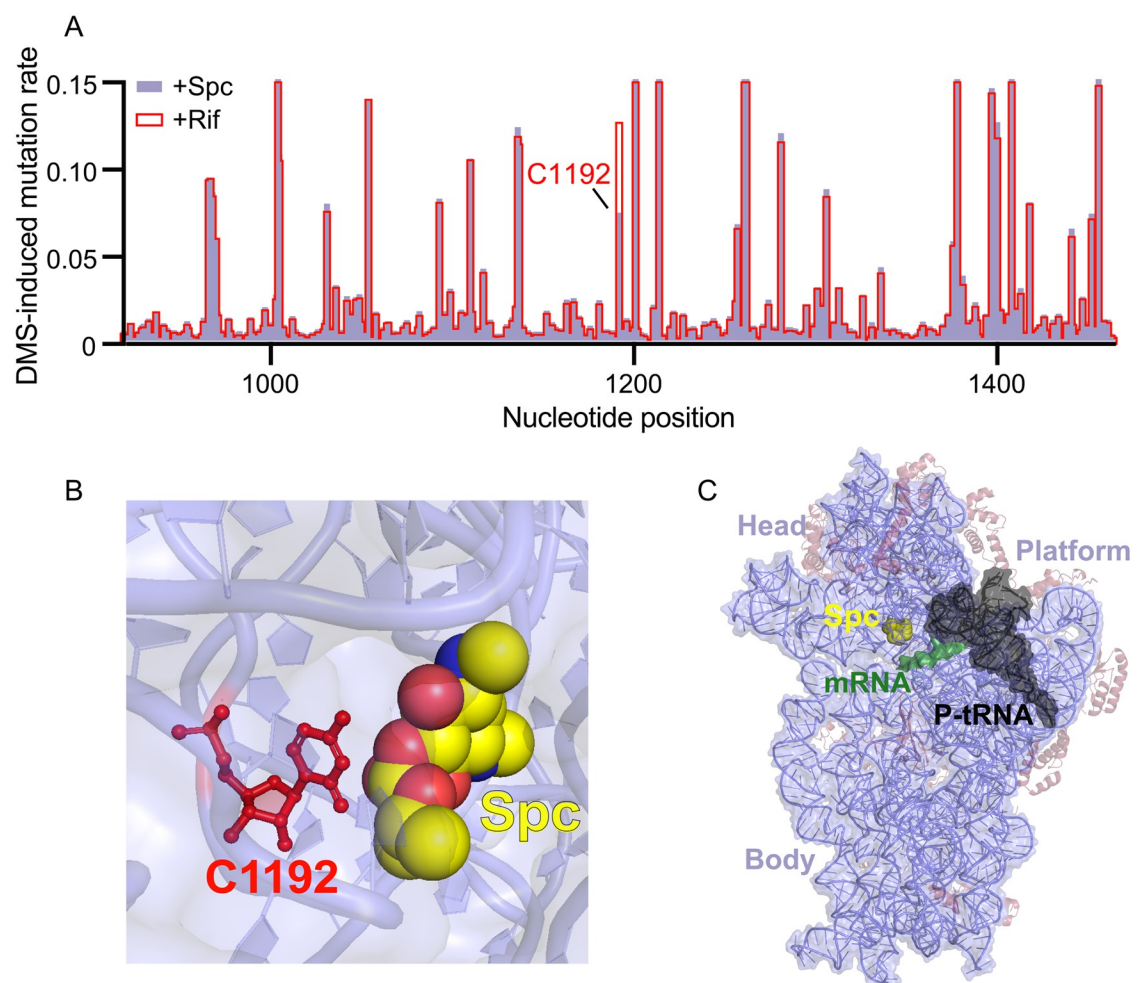 A
DMS-induced mutation rate
0.15
0.10
0.05
0
+Spc
+Rif
C1192
1000
1200
1400
Nucleotide position
B
C1192
Spc
C
Head
Platform
Spc
mRNA
P-tRNA
Body